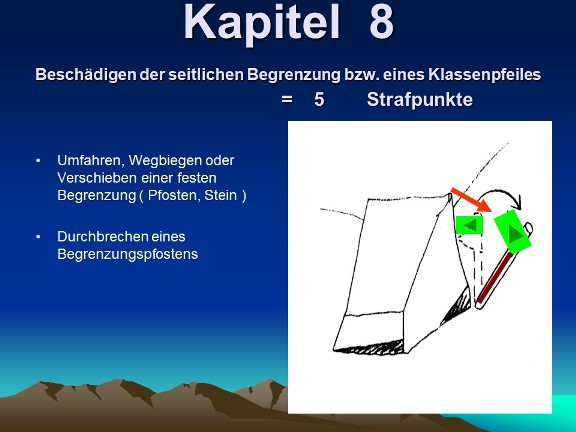 Kapitel 8
Beschädigen der seitlichen Begrenzung bzw. eines Klassenpfeiles
= 5 Strafpunkte
• Umfahren, Wegbiegen oder
Verschieben einer festen
Begrenzung ( Pfosten, Stein )
• Durchbrechen eines
Begrenzungspfostens